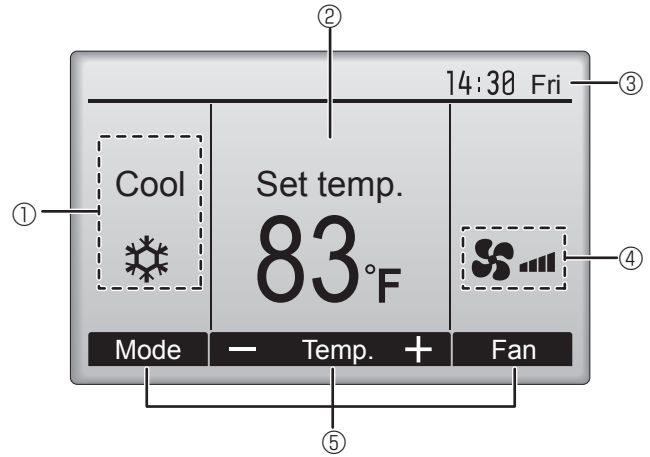 ②
14:30 Fri ③
①
Cool
Set temp.
83°F
④
Mode
— Temp. +
Fan
⑤